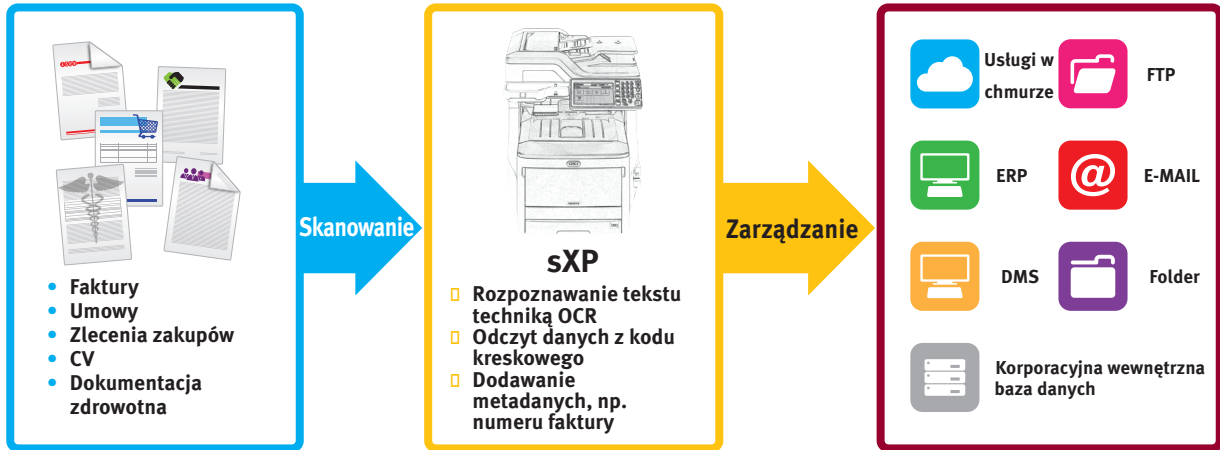 Faktury
Umowy
Zlecenia zakupów
CV
Dokumentacja
zdrowotna
Skanowanie
OKI
sXP
Rozpoznawanie tekstu
techniką OCR
Odczyt danych z kodu
kreskowego
Dodawanie
metadanych, np.
numeru faktury
Zarządzanie
Usługi w
chmurze
FTP
ERP
@
E-MAIL
DMS
Folder
Korporacyjna wewnętrzna
baza danych